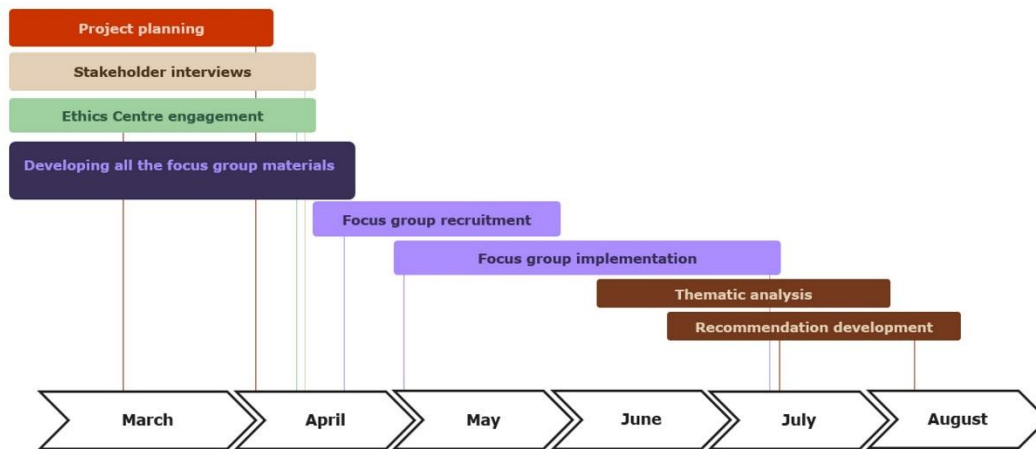 Project planning
Stakeholder interviews
Ethics Centre engagement
Developing all the focus group materials
Focus group recruitment
Focus group implementation
Thematic analysis
Recommendation development
March April May June July August